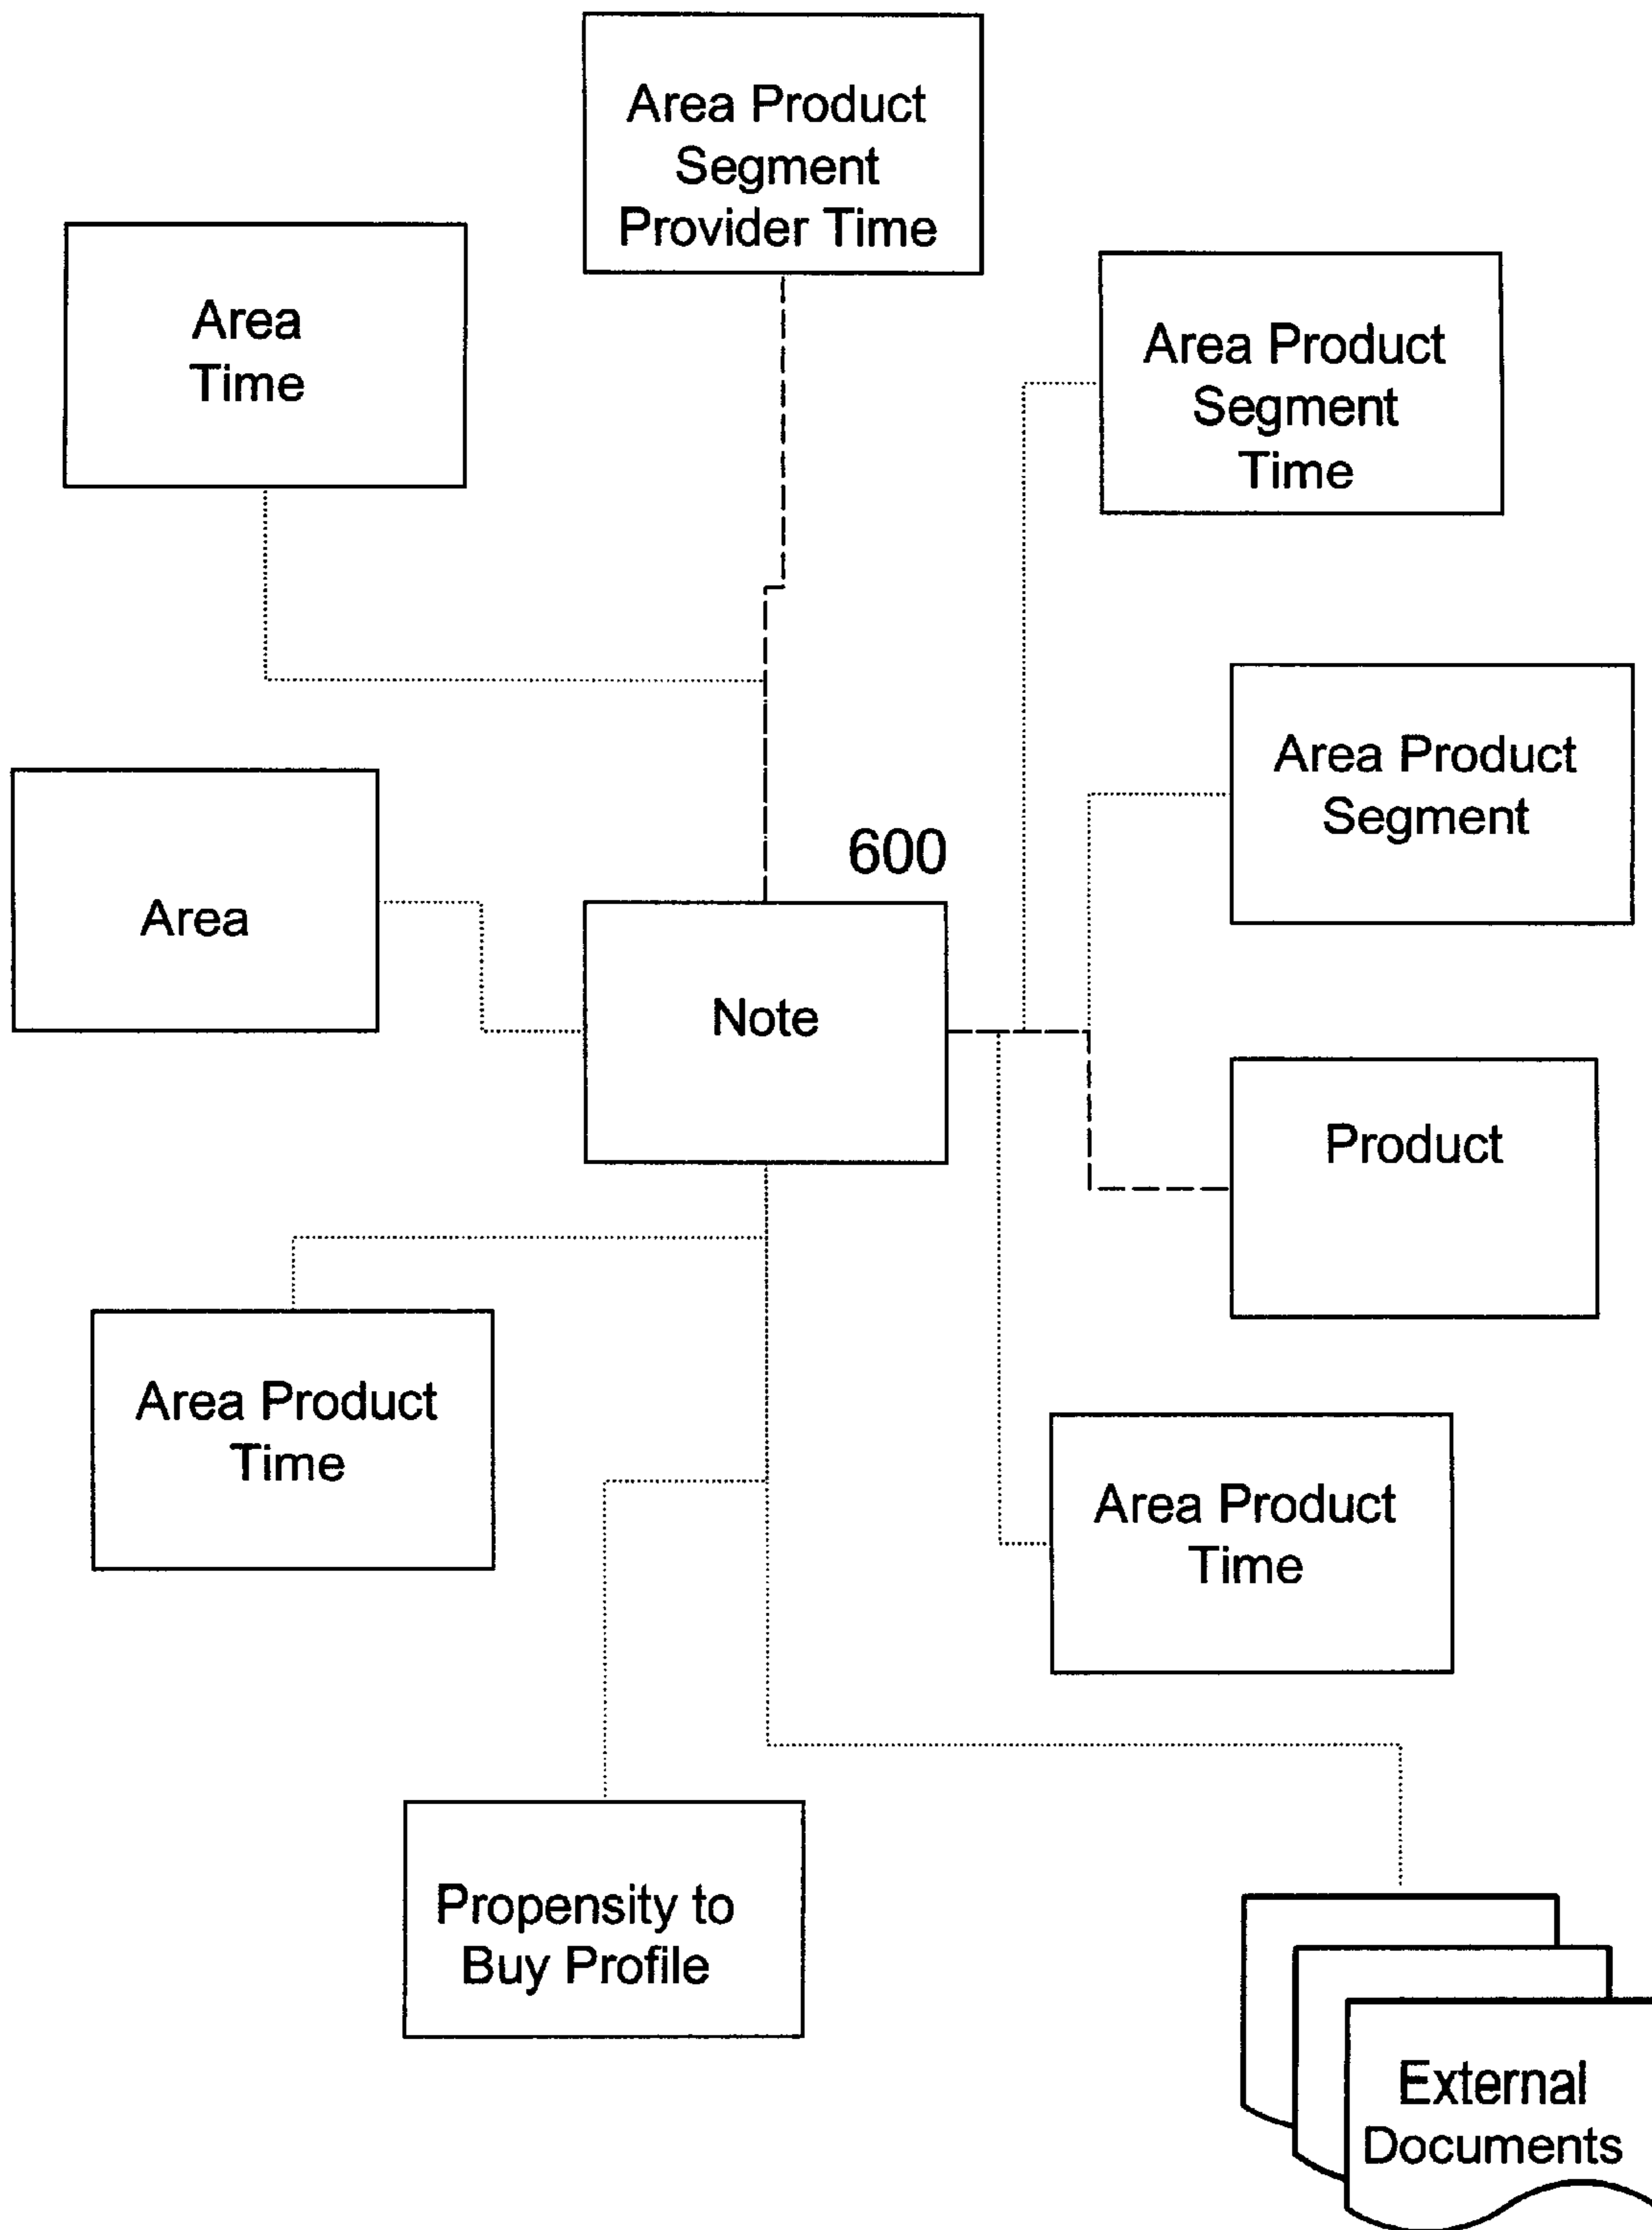 Area Product
Segment
Provider Time
Area
Time
Area Product
Segment
Time
Area Product
Segment
600
Area
Note
Product
Area Product
Time
Area Product
Time
Propensity to
Buy Profile
External
Documents